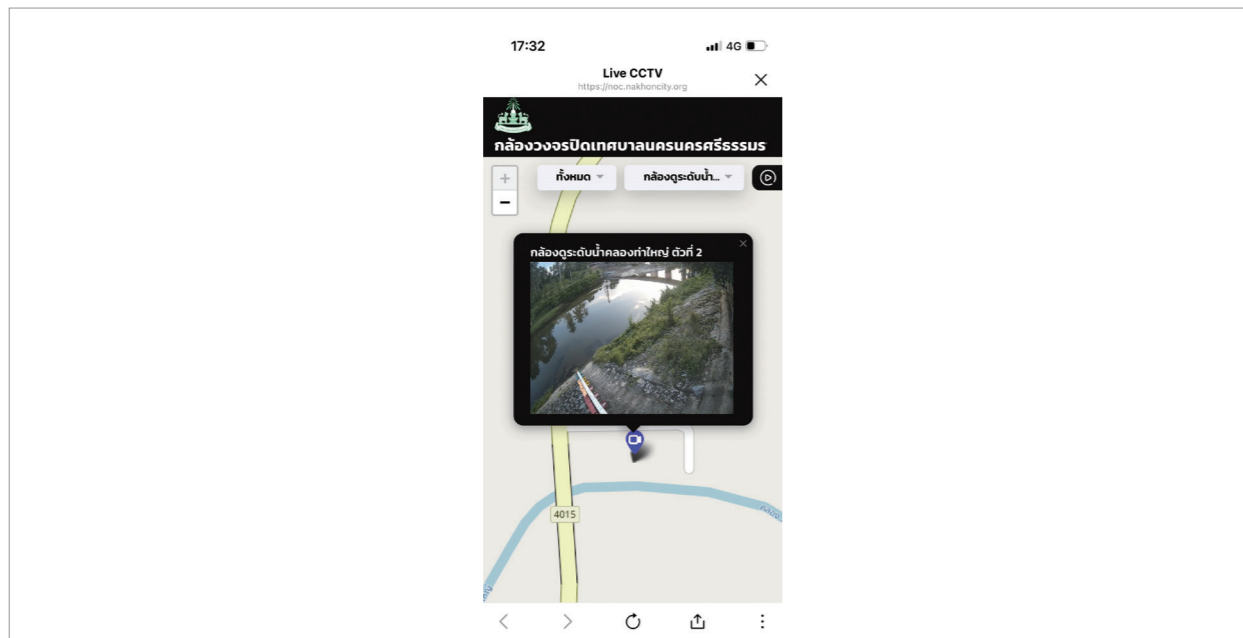 17:32
4G
Live CCTV
https://noc.nakhoncity.org
กล้องวงจรปิดเทศบาลนครนครศรีธรรมร
+
ทั้งหมด
กล้องดูระดับน้ำ...
−
กล้องดูระดับน้ำคลองท่าใหญ่ ตัวที่ 2
4015